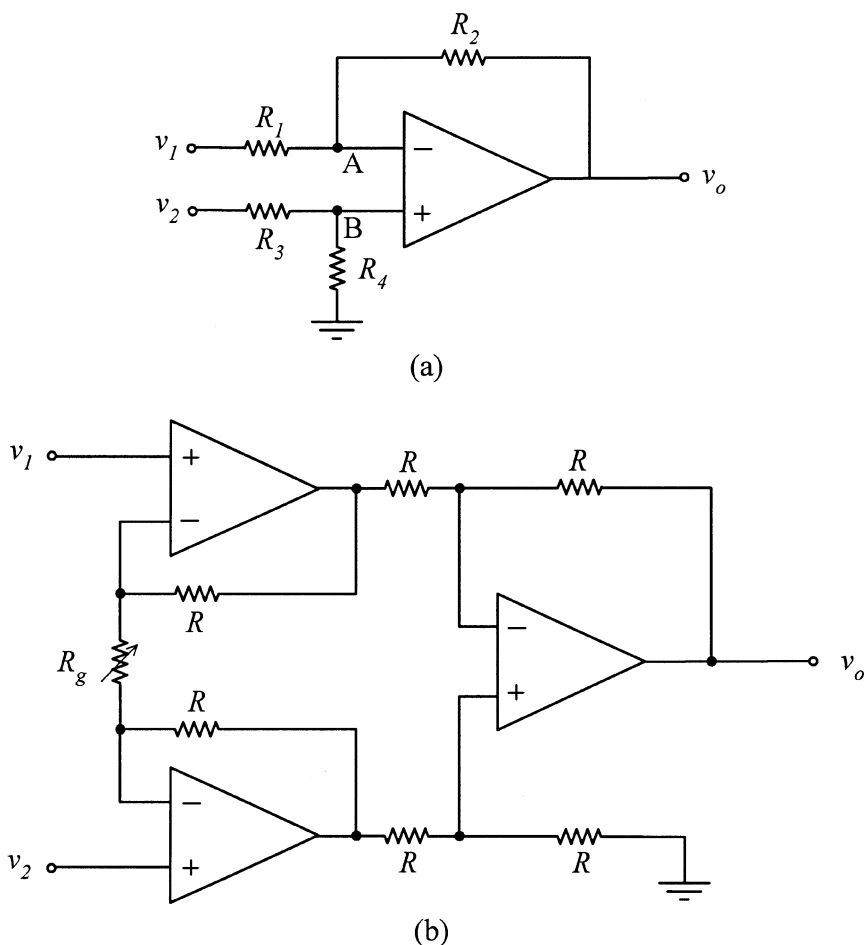 R2
v1 R1 A − vo
v2 R3 B +
R4
(a)
v1 + R R
−
R
Rg − vo
R +
−
v2 + R R
(b)